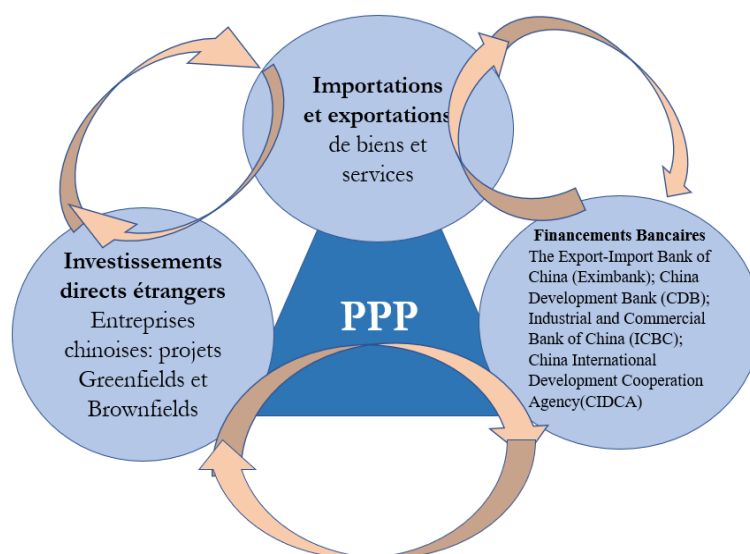 Importations
et exportations
de biens et
services
Investissements
directs étrangers
Entreprises
chinoises: projets
Greenfields et
Brownfields
PPP
Financements Bancaires
The Export-Import Bank of
China (Eximbank); China
Development Bank (CDB);
Industrial and Commercial
Bank of China (ICBC);
China International
Development Cooperation
Agency(CIDCA)